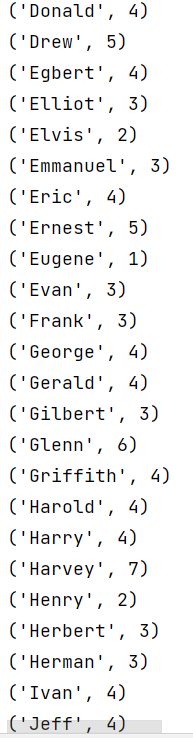 ('Donald', 4)
('Drew', 5)
('Egbert', 4)
('Elliot', 3)
('Elvis', 2)
('Emmanuel', 3)
('Eric', 4)
('Ernest', 5)
('Eugene', 1)
('Evan', 3)
('Frank', 3)
('George', 4)
('Gerald', 4)
('Gilbert', 3)
('Glenn', 6)
('Griffith', 4)
('Harold', 4)
('Harry', 4)
('Harvey', 7)
('Henry', 2)
('Herbert', 3)
('Herman', 3)
('Ivan', 4)
('Jeff', 4)